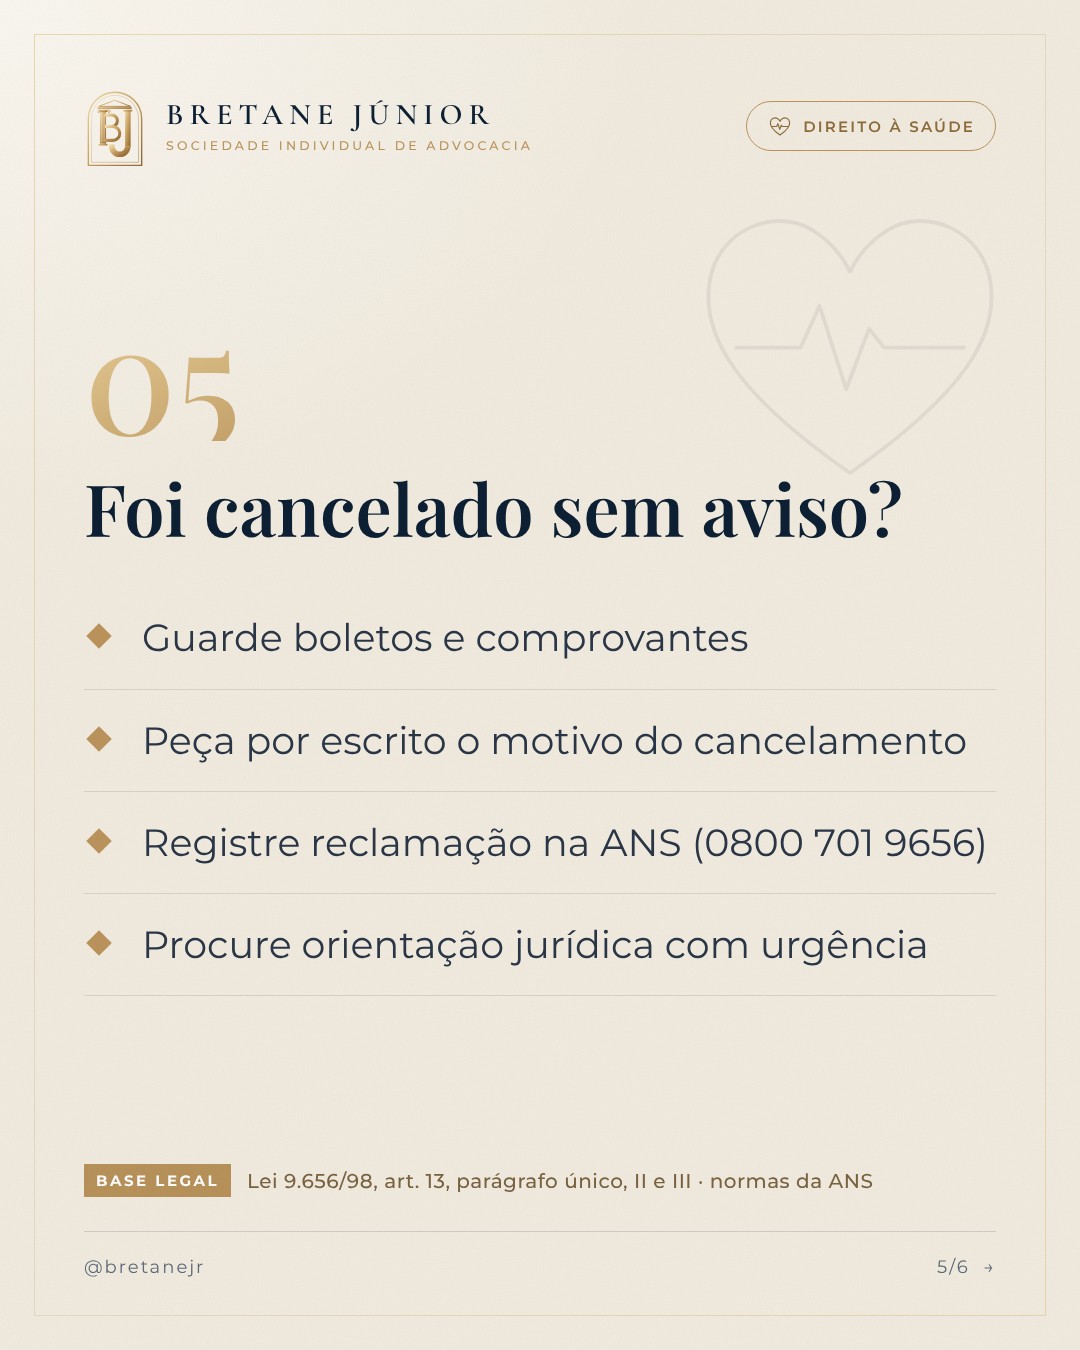 BJ
BRETANE JÚNIOR
SOCIEDADE INDIVIDUAL DE ADVOCACIA
DIREITO À SAÚDE
05
Foi cancelado sem aviso?
Guarde boletos e comprovantes
Peça por escrito o motivo do cancelamento
Registre reclamação na ANS (0800 701 9656)
Procure orientação jurídica com urgência
BASE LEGAL
Lei 9.656/98, art. 13, parágrafo único, II e III · normas da ANS
@bretanejr
5/6 →